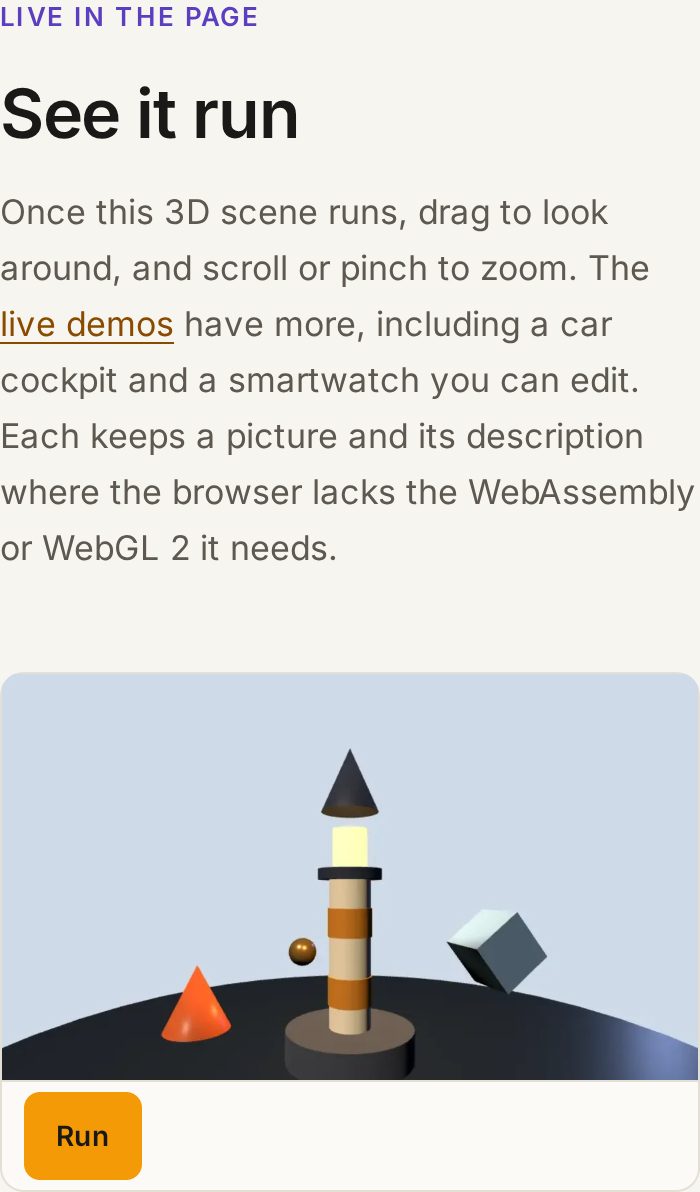 LIVE IN THE PAGE
See it run
Once this 3D scene runs, drag to look
around, and scroll or pinch to zoom. The
live demos have more, including a car
cockpit and a smartwatch you can edit.
Each keeps a picture and its description
where the browser lacks the WebAssembly
or WebGL 2 it needs.
Run